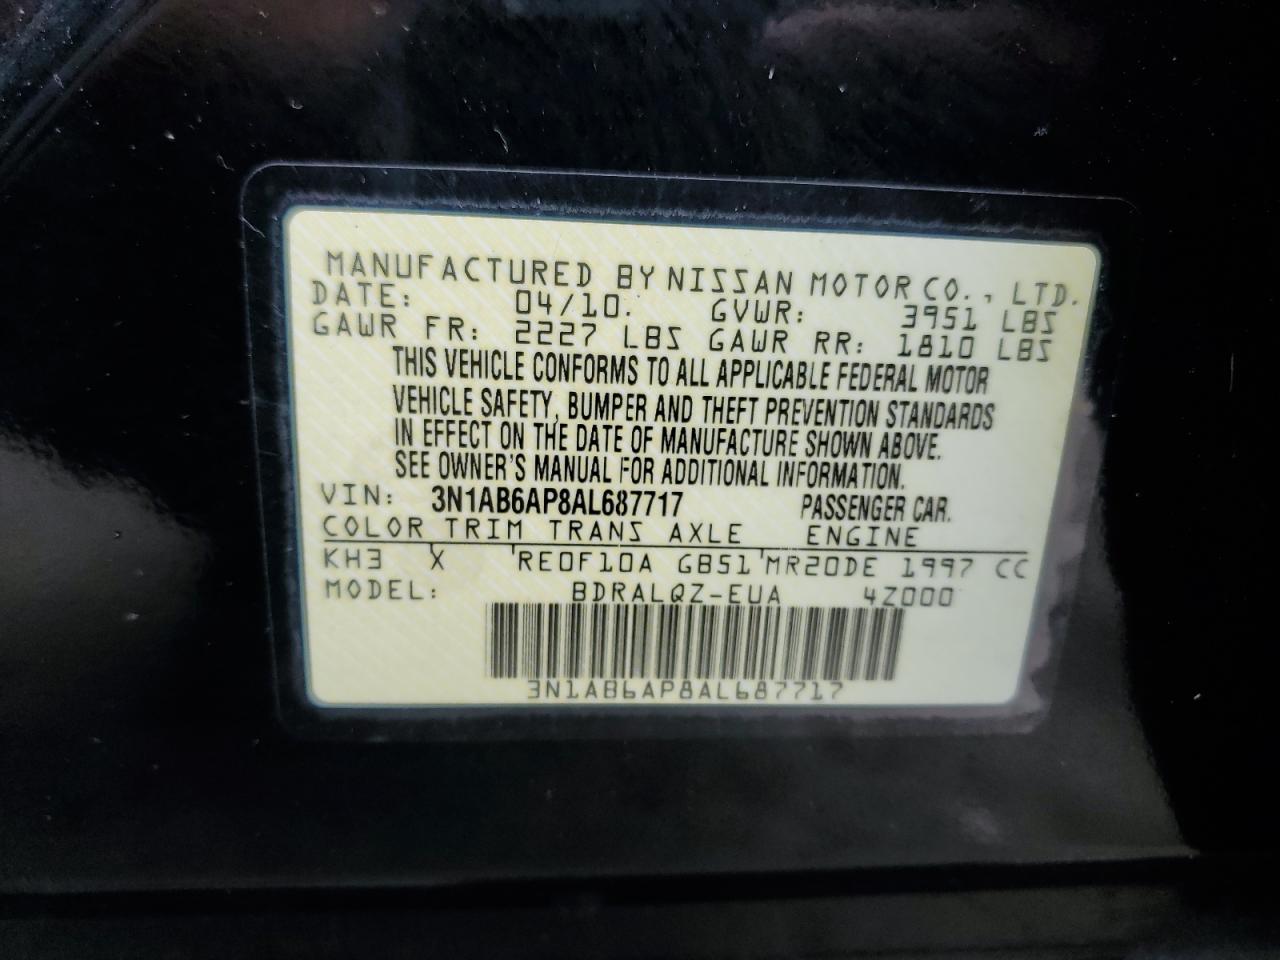 MANUFACTURED BY NISSAN MOTOR CO., LTD.
DATE: 04/10. GVWR: 3951 LBS
GAWR FR: 2227 LBS GAWR RR: 1810 LBS
THIS VEHICLE CONFORMS TO ALL APPLICABLE FEDERAL MOTOR
VEHICLE SAFETY, BUMPER AND THEFT PREVENTION STANDARDS
IN EFFECT ON THE DATE OF MANUFACTURE SHOWN ABOVE.
SEE OWNER'S MANUAL FOR ADDITIONAL INFORMATION.
VIN: 3N1AB6AP8AL687717 PASSENGER CAR.
COLOR TRIM TRANS AXLE ENGINE
KH3 X RE0F10A GB51 MR20DE 1997 CC
MODEL: BDRALQZ-EUA 4Z000
3N1AB6AP8AL687717